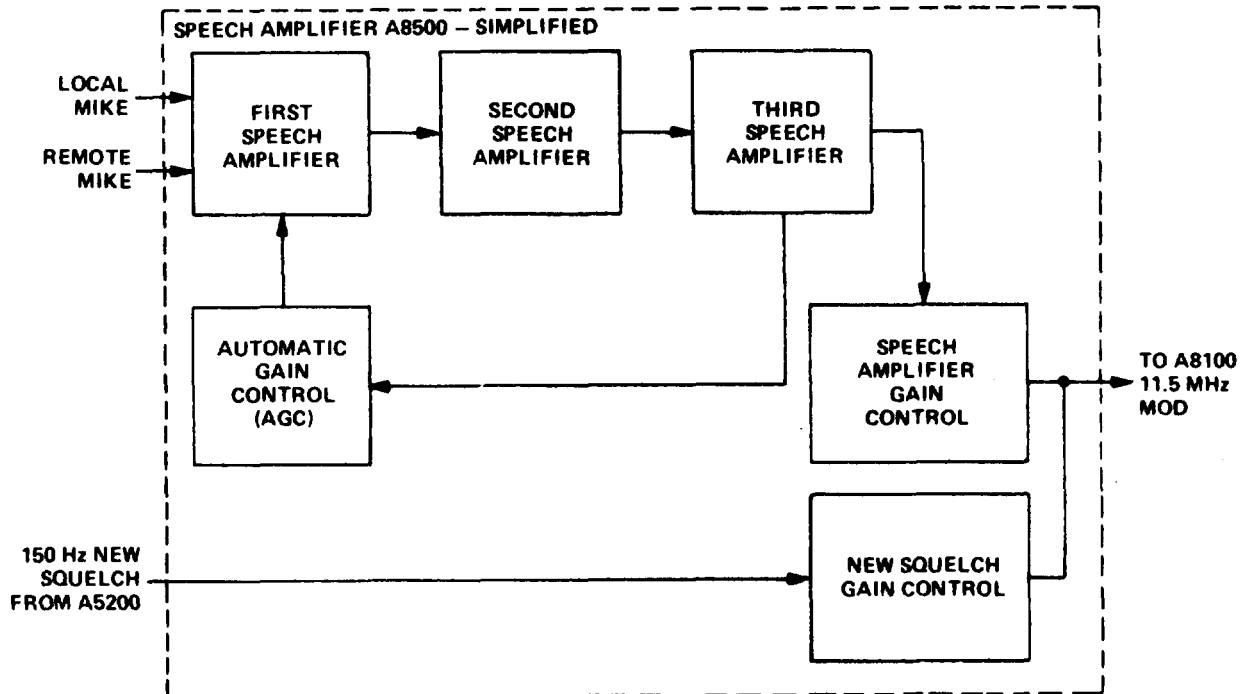 SPEECH AMPLIFIER A8500 – SIMPLIFIED
LOCAL
MIKE
REMOTE
MIKE
FIRST
SPEECH
AMPLIFIER
SECOND
SPEECH
AMPLIFIER
THIRD
SPEECH
AMPLIFIER
AUTOMATIC
GAIN
CONTROL
(AGC)
SPEECH
AMPLIFIER
GAIN
CONTROL
TO A8100
11.5 MHz
MOD
150 Hz NEW
SQUELCH
FROM A5200
NEW SQUELCH
GAIN CONTROL